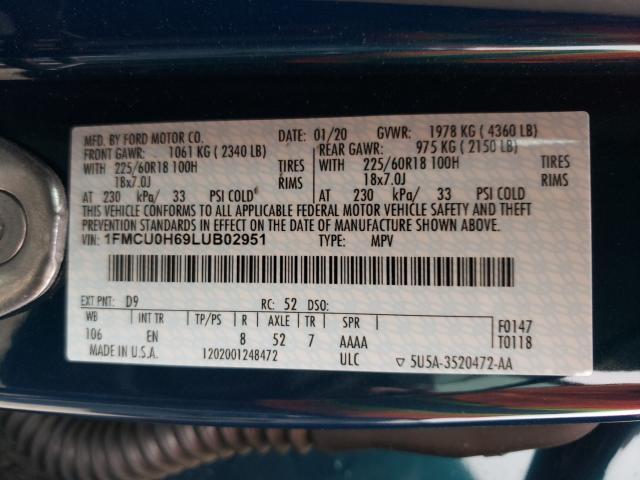 MFD. BY FORD MOTOR CO. DATE: 01/20 GVWR: 1978 KG ( 4360 LB)
FRONT GAWR: 1061 KG ( 2340 LB) REAR GAWR: 975 KG ( 2150 LB)
WITH 225/60R18 100H TIRES WITH 225/60R18 100H TIRES
18x7.0J RIMS 18x7.0J RIMS
AT 230 kPa/ 33 PSI COLD AT 230 kPa/ 33 PSI COLD
THIS VEHICLE CONFORMS TO ALL APPLICABLE FEDERAL MOTOR VEHICLE SAFETY AND THEFT
PREVENTION STANDARDS IN EFFECT ON THE DATE OF MANUFACTURE SHOWN ABOVE.
VIN: 1FMCU0H69LUB02951 TYPE: MPV
EXT PNT: D9 RC: 52 DSO:
WB INT TR TP/PS R AXLE TR SPR F0147
106 EN 8 52 7 AAAA T0118
MADE IN U.S.A. 1202001248472 ULC ▽ 5U5A-3520472-AA